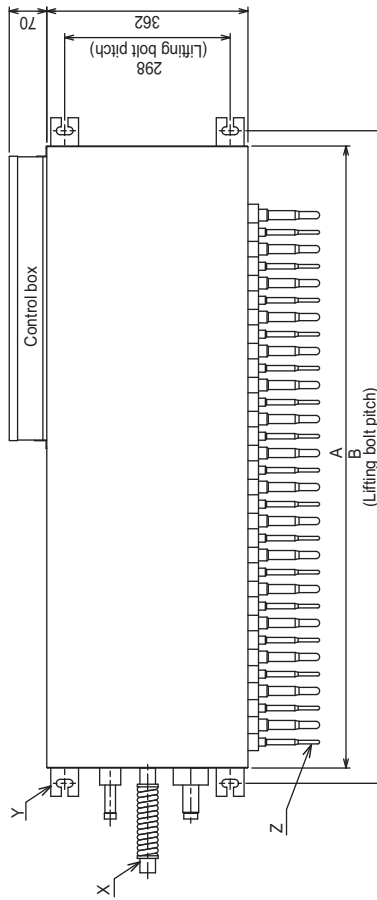 70
362
298
(Lifting bolt pitch)
Control box
A
B
(Lifting bolt pitch)
Y
X
Z